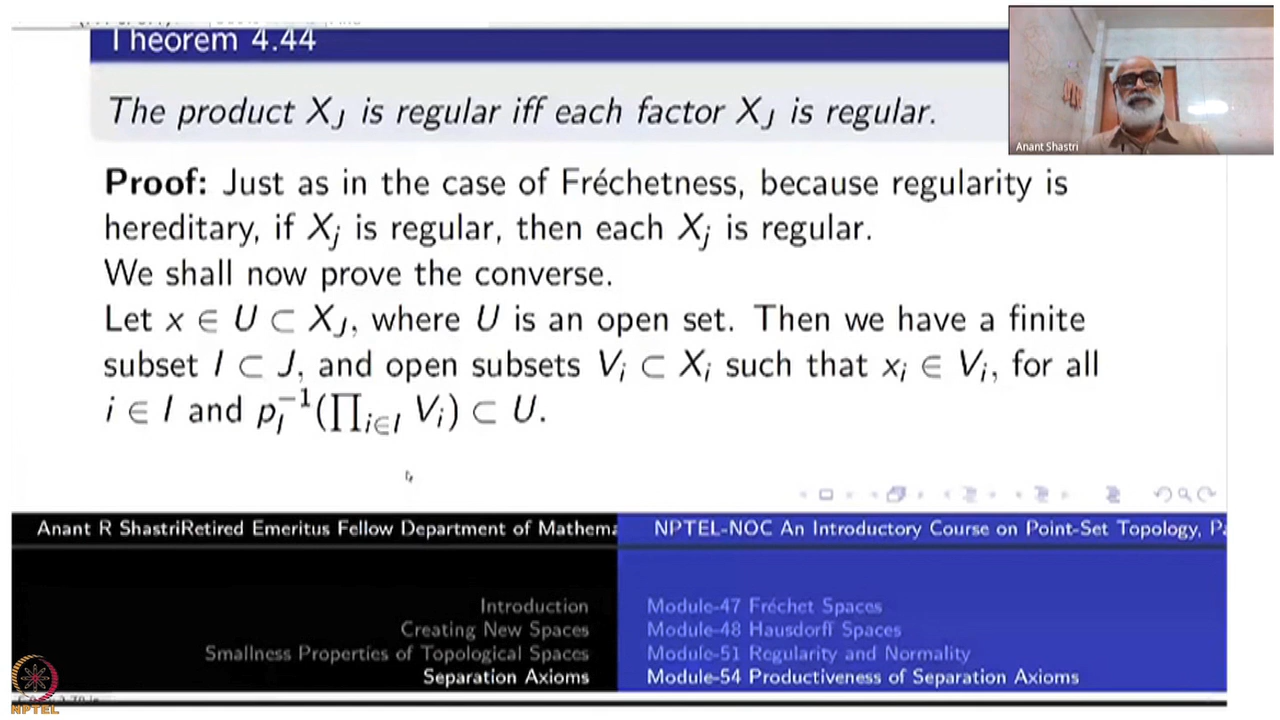 Theorem 4.44
The product X_J is regular iff each factor X_J is regular.
Anant Shastri
Proof: Just as in the case of Fréchetness, because regularity is
hereditary, if X_j is regular, then each X_j is regular.
We shall now prove the converse.
Let x ∈ U ⊂ X_J, where U is an open set. Then we have a finite
subset I ⊂ J, and open subsets V_i ⊂ X_i such that x_i ∈ V_i, for all
i ∈ I and p_I^{-1}(∏_{i∈I} V_i) ⊂ U.
Anant R ShastriRetired Emeritus Fellow Department of Mathema
NPTEL-NOC An Introductory Course on Point-Set Topology, Pa
Introduction
Creating New Spaces
Smallness Properties of Topological Spaces
Separation Axioms
Module-47 Fréchet Spaces
Module-48 Hausdorff Spaces
Module-51 Regularity and Normality
Module-54 Productiveness of Separation Axioms
NPTEL